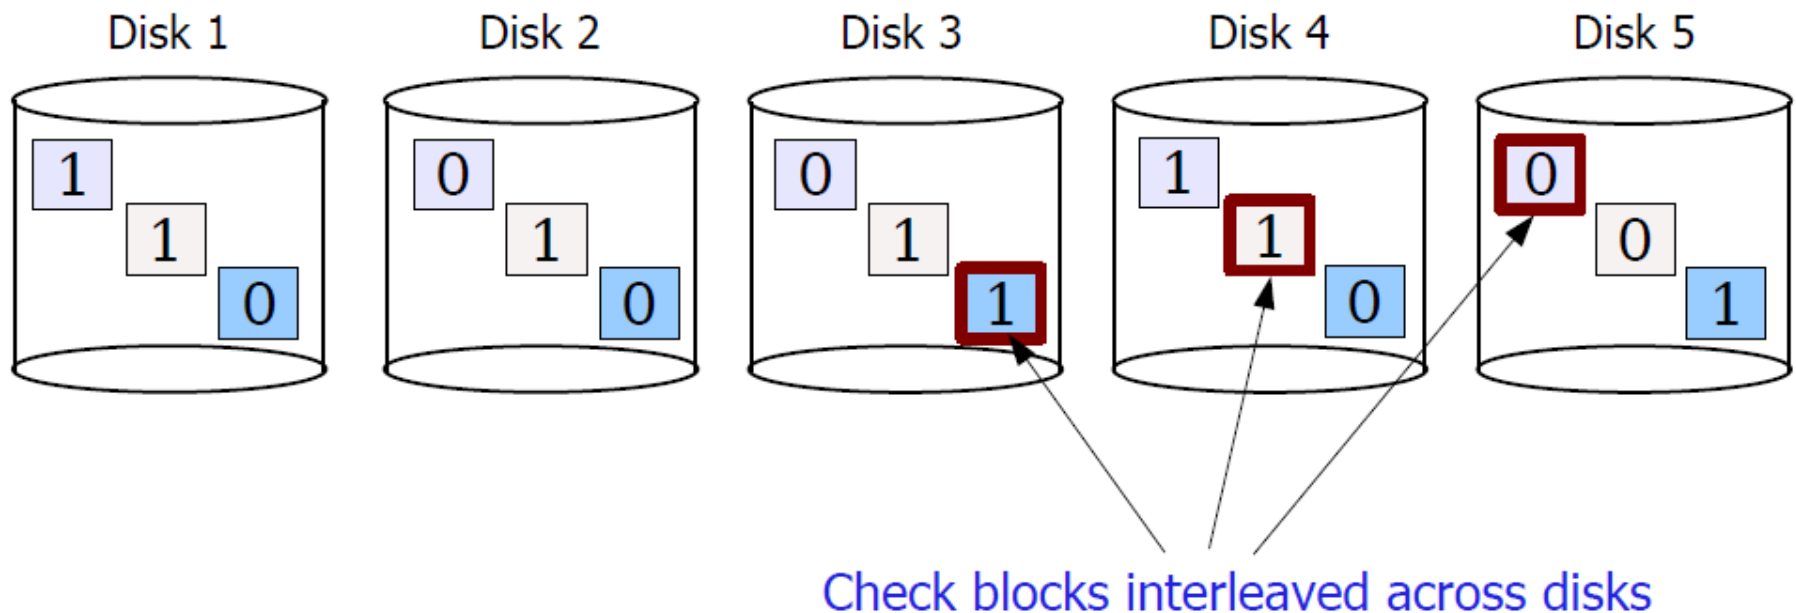 Disk 1 Disk 2 Disk 3 Disk 4 Disk 5
1 0 0 1 0
1 1 1 1 0
0 0 1 0 1
Check blocks interleaved across disks